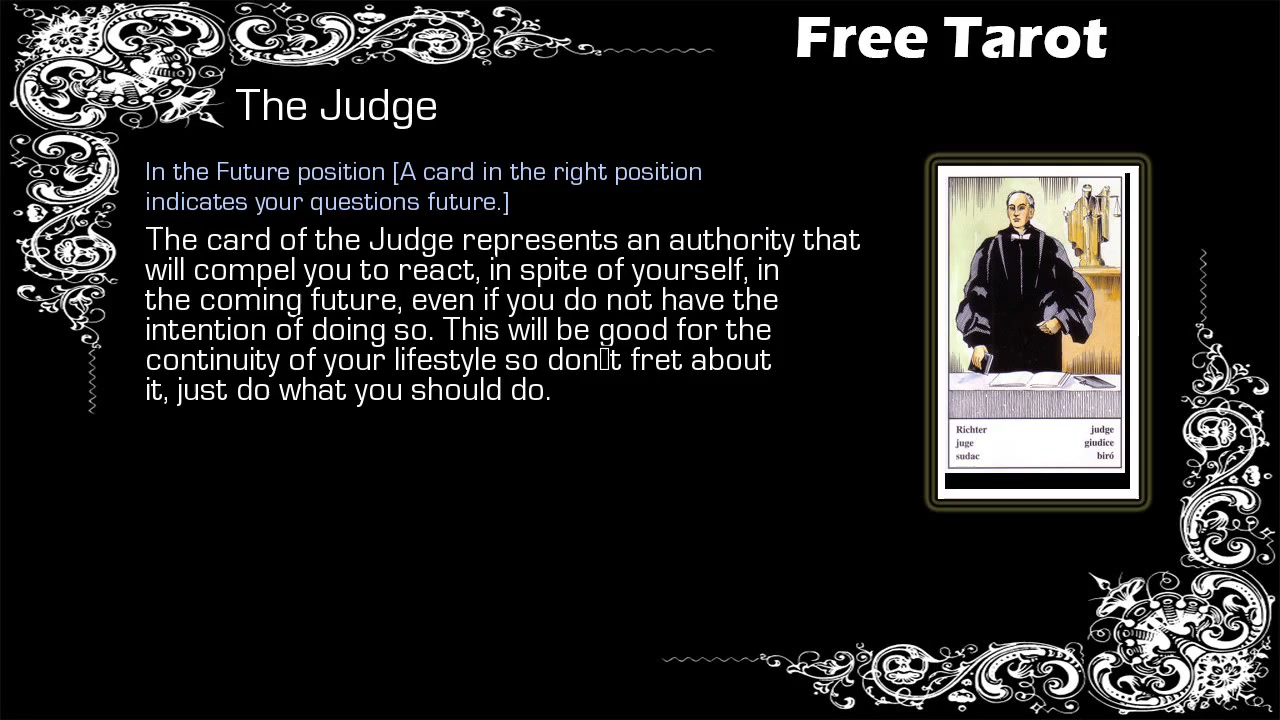 Free Tarot
The Judge
In the Future position [A card in the right position
indicates your questions future.]
The card of the Judge represents an authority that
will compel you to react, in spite of yourself, in
the coming future, even if you do not have the
intention of doing so. This will be good for the
continuity of your lifestyle so don▯t fret about
it, just do what you should do.
Richter judge
juge giudice
sudac biró